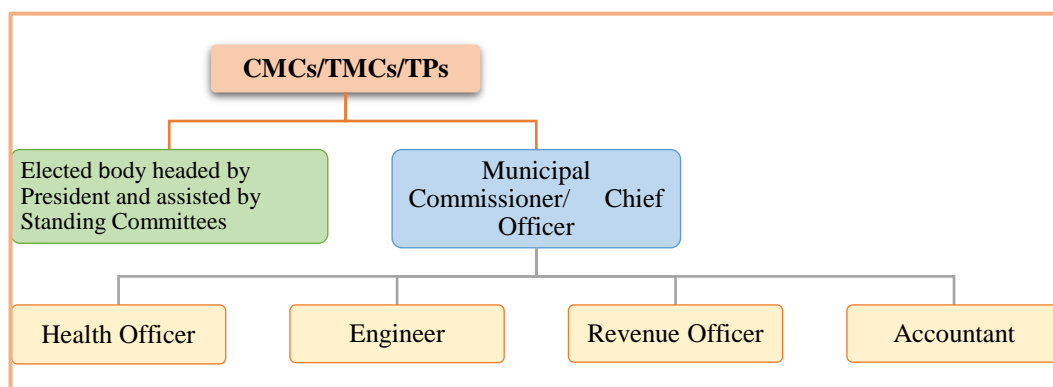 CMCs/TMCs/TPs
Elected body headed by
President and assisted by
Standing Committees
Municipal
Commissioner/ Chief
Officer
Health Officer
Engineer
Revenue Officer
Accountant